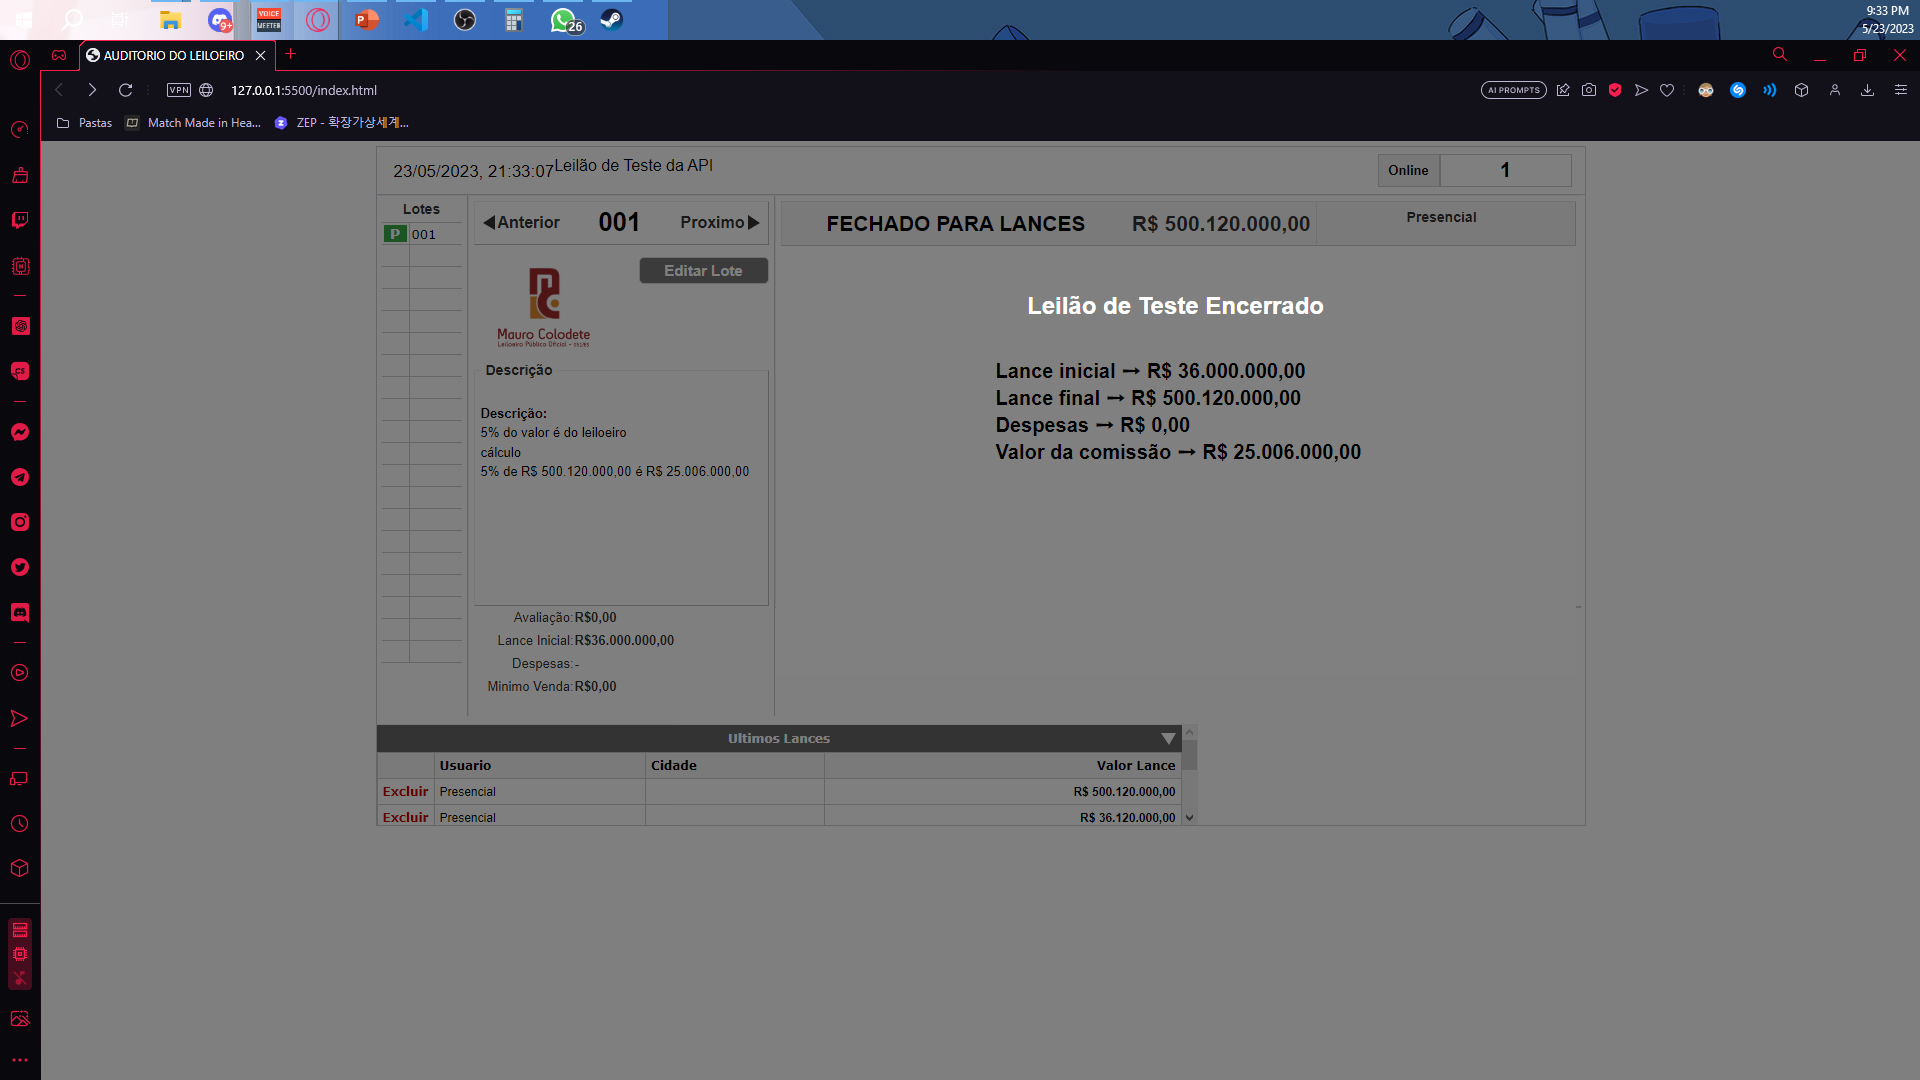 9+
VOICE
MEETER
26
9:33 PM
5/23/2023
AUDITORIO DO LEILOEIRO
VPN
127.0.0.1:5500/index.html
AI PROMPTS
Pastas
Match Made in Hea...
ZEP - 확장가상세계...
23/05/2023, 21:33:07
Leilão de Teste da API
Online
1
Lotes
P
001
Anterior
001
Proximo
FECHADO PARA LANCES
R$ 500.120.000,00
Presencial
Editar Lote
Mauro Colodete
Descrição
Descrição:
5% do valor é do leiloeiro
cálculo
5% de R$ 500.120.000,00 é R$ 25.006.000,00
Leilão de Teste Encerrado
Lance inicial → R$ 36.000.000,00
Lance final → R$ 500.120.000,00
Despesas → R$ 0,00
Valor da comissão → R$ 25.006.000,00
Avaliação: R$0,00
Lance Inicial: R$36.000.000,00
Despesas: -
Minimo Venda: R$0,00
Ultimos Lances
Usuario Cidade Valor Lance
Excluir Presencial R$ 500.120.000,00
Excluir Presencial R$ 36.120.000,00